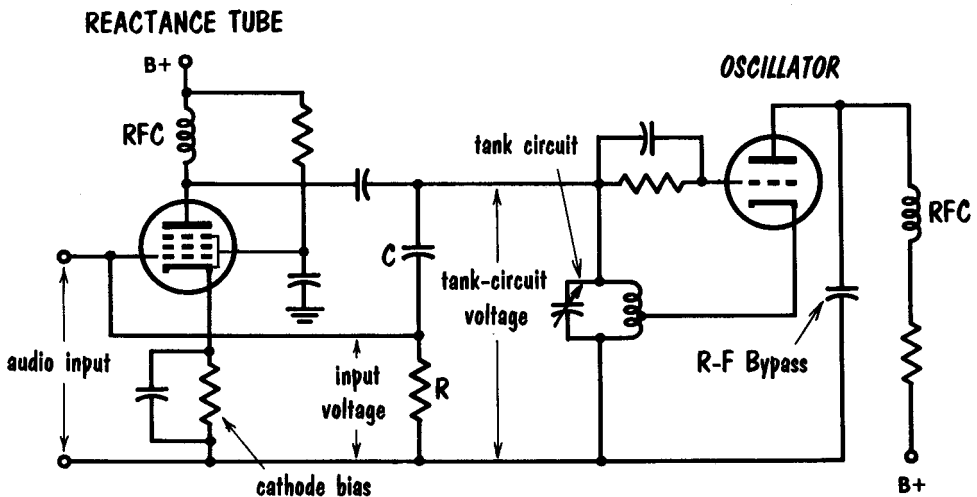 REACTANCE TUBE
B+
OSCILLATOR
RFC
tank circuit
RFC
C
tank-circuit
voltage
audio input
input
voltage
R
R-F Bypass
cathode bias
B+